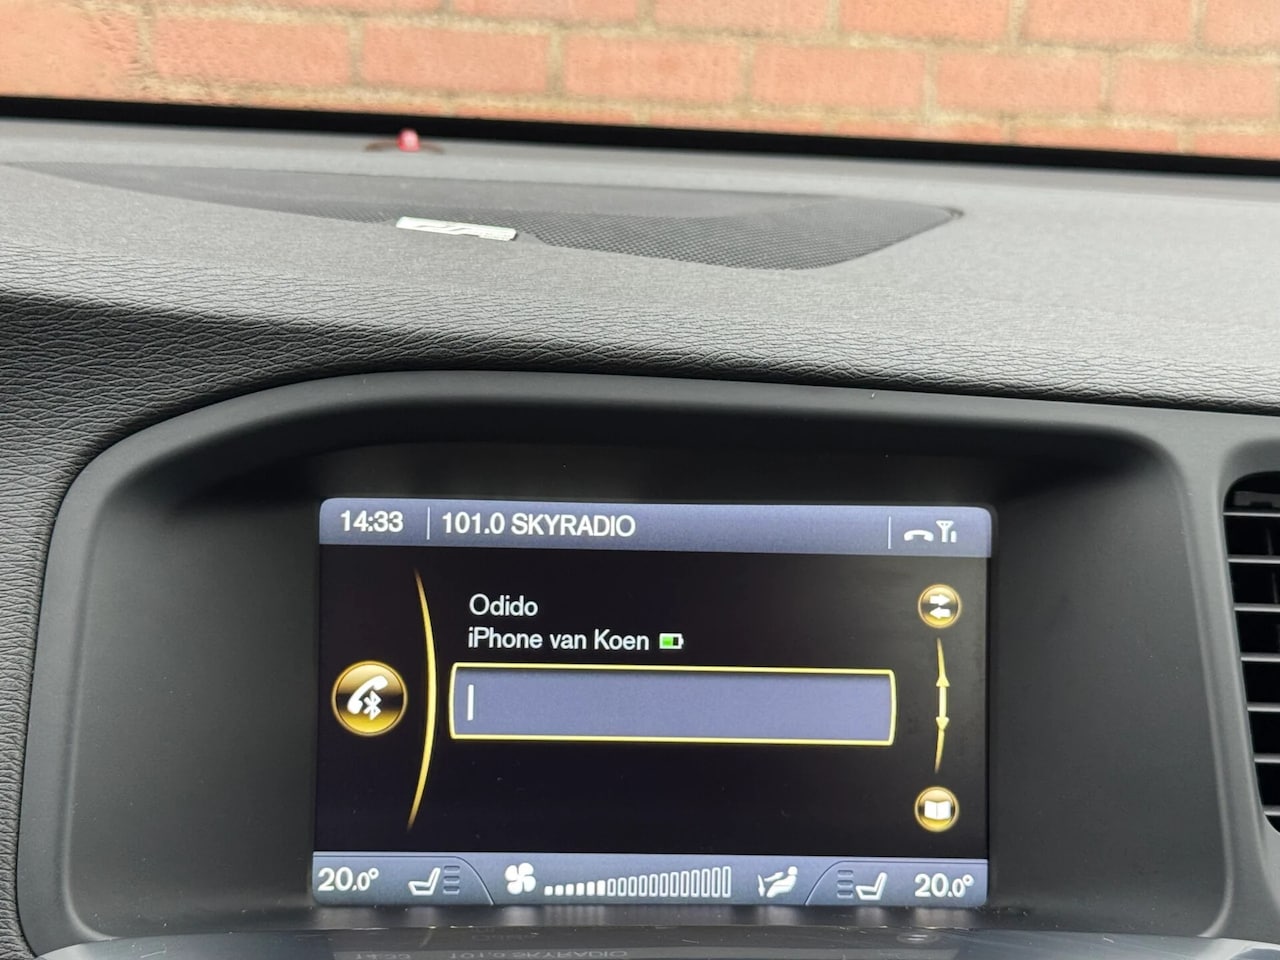 14:33
101.0 SKYRADIO
Odido
iPhone van Koen
20.0°
20.0°